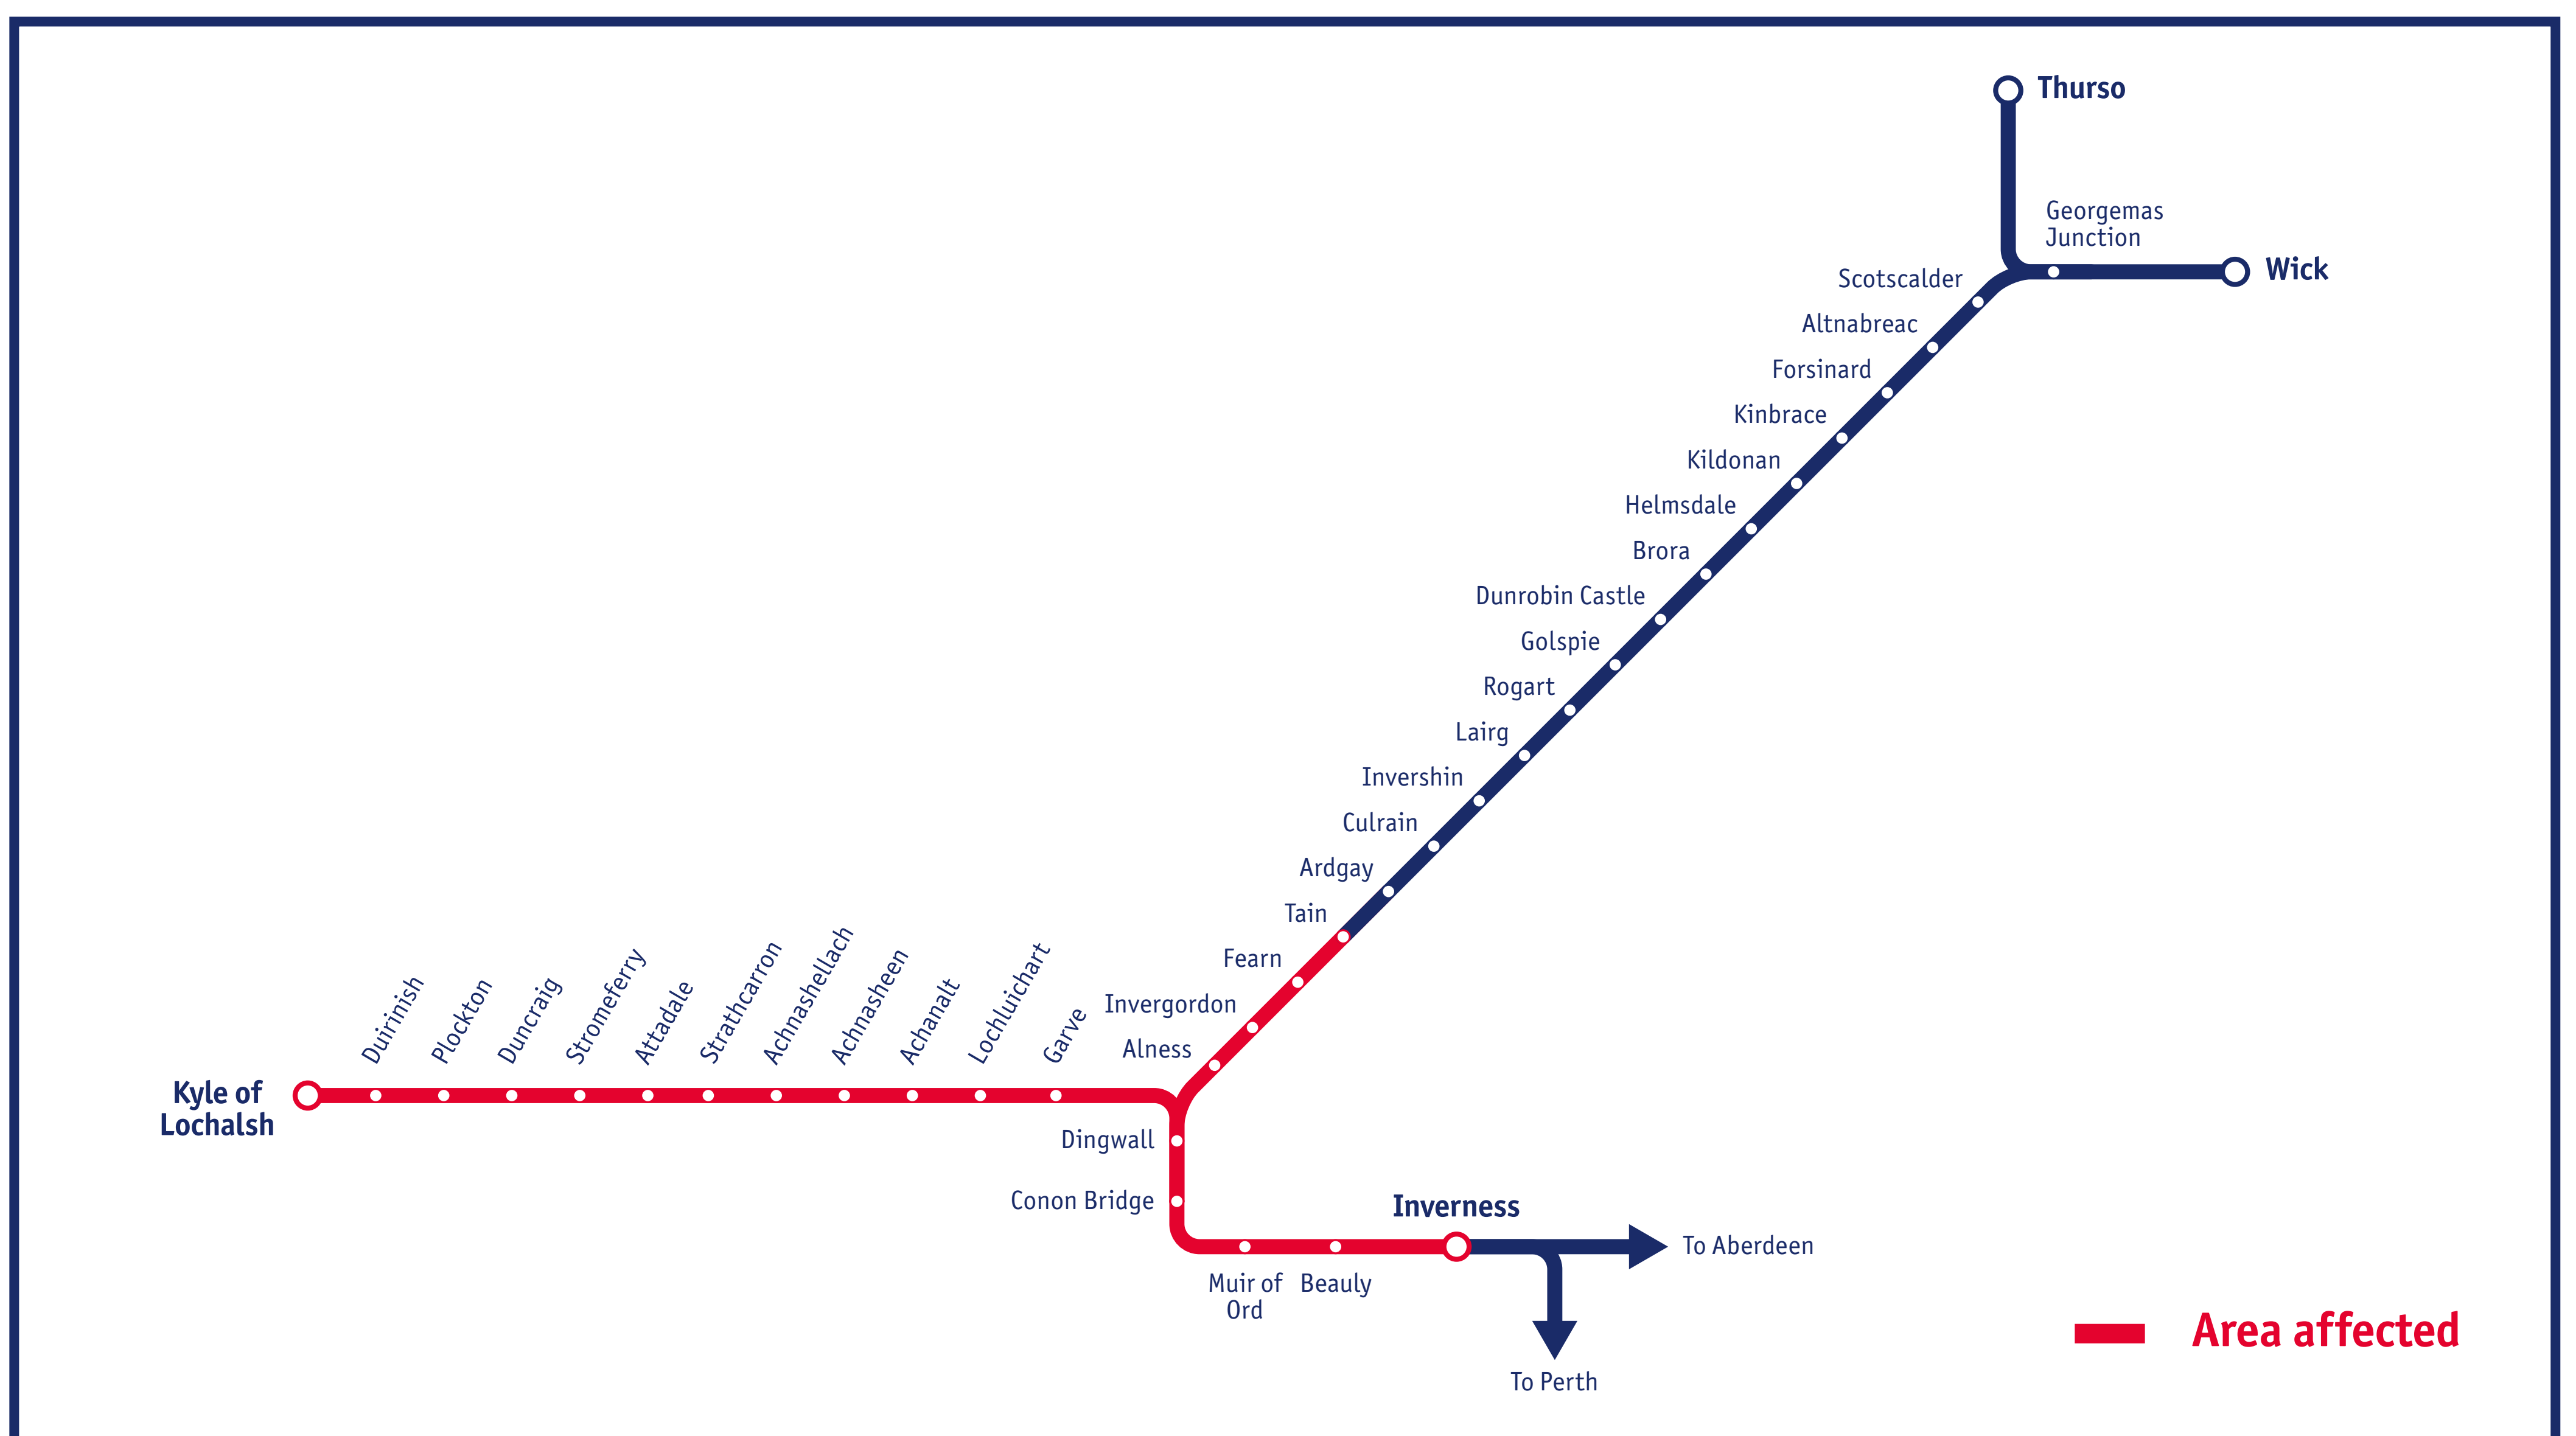 Thurso
Georgemas
Junction
Wick
Scotscalder
Altnabreac
Forsinard
Kinbrace
Kildonan
Helmsdale
Brora
Dunrobin Castle
Golspie
Rogart
Lairg
Invershin
Culrain
Ardgay
Tain
Fearn
Invergordon
Alness
Duirinish
Plockton
Duncraig
Stromeferry
Attadale
Strathcarron
Achnashellach
Achnasheen
Achanalt
Lochluichart
Garve
Kyle of
Lochalsh
Dingwall
Conon Bridge
Inverness
To Aberdeen
Muir of
Ord
Beauly
To Perth
Area affected